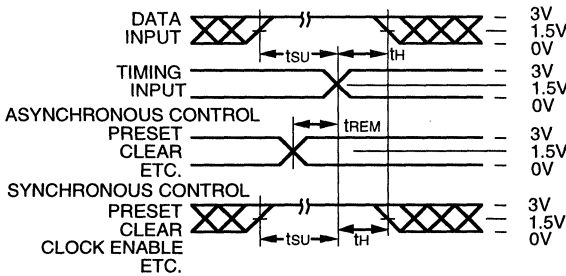 DATA
INPUT
3V
1.5V
0V
tSU
tH
TIMING
INPUT
3V
1.5V
0V
ASYNCHRONOUS CONTROL
tREM
PRESET
CLEAR
ETC.
3V
1.5V
0V
SYNCHRONOUS CONTROL
PRESET
CLEAR
CLOCK ENABLE
ETC.
3V
1.5V
0V
tSU
tH